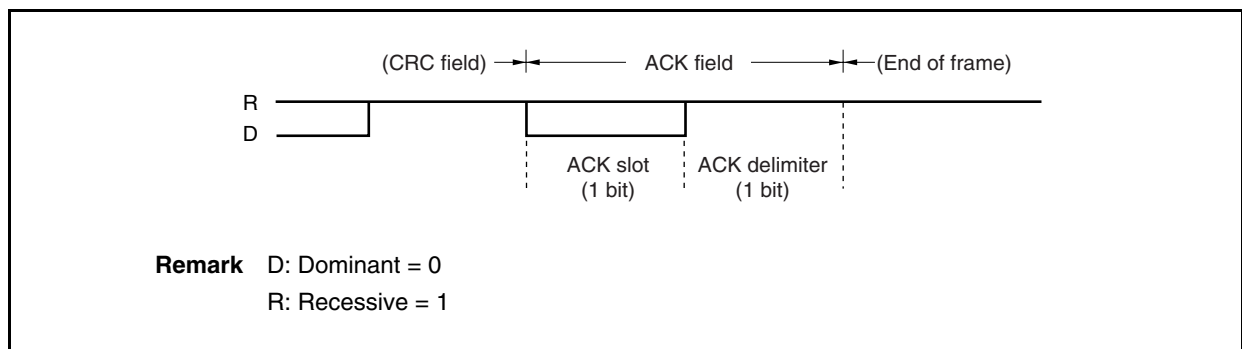 (CRC field) ACK field (End of frame)
R
D
ACK slot ACK delimiter
(1 bit) (1 bit)
Remark D: Dominant = 0
R: Recessive = 1